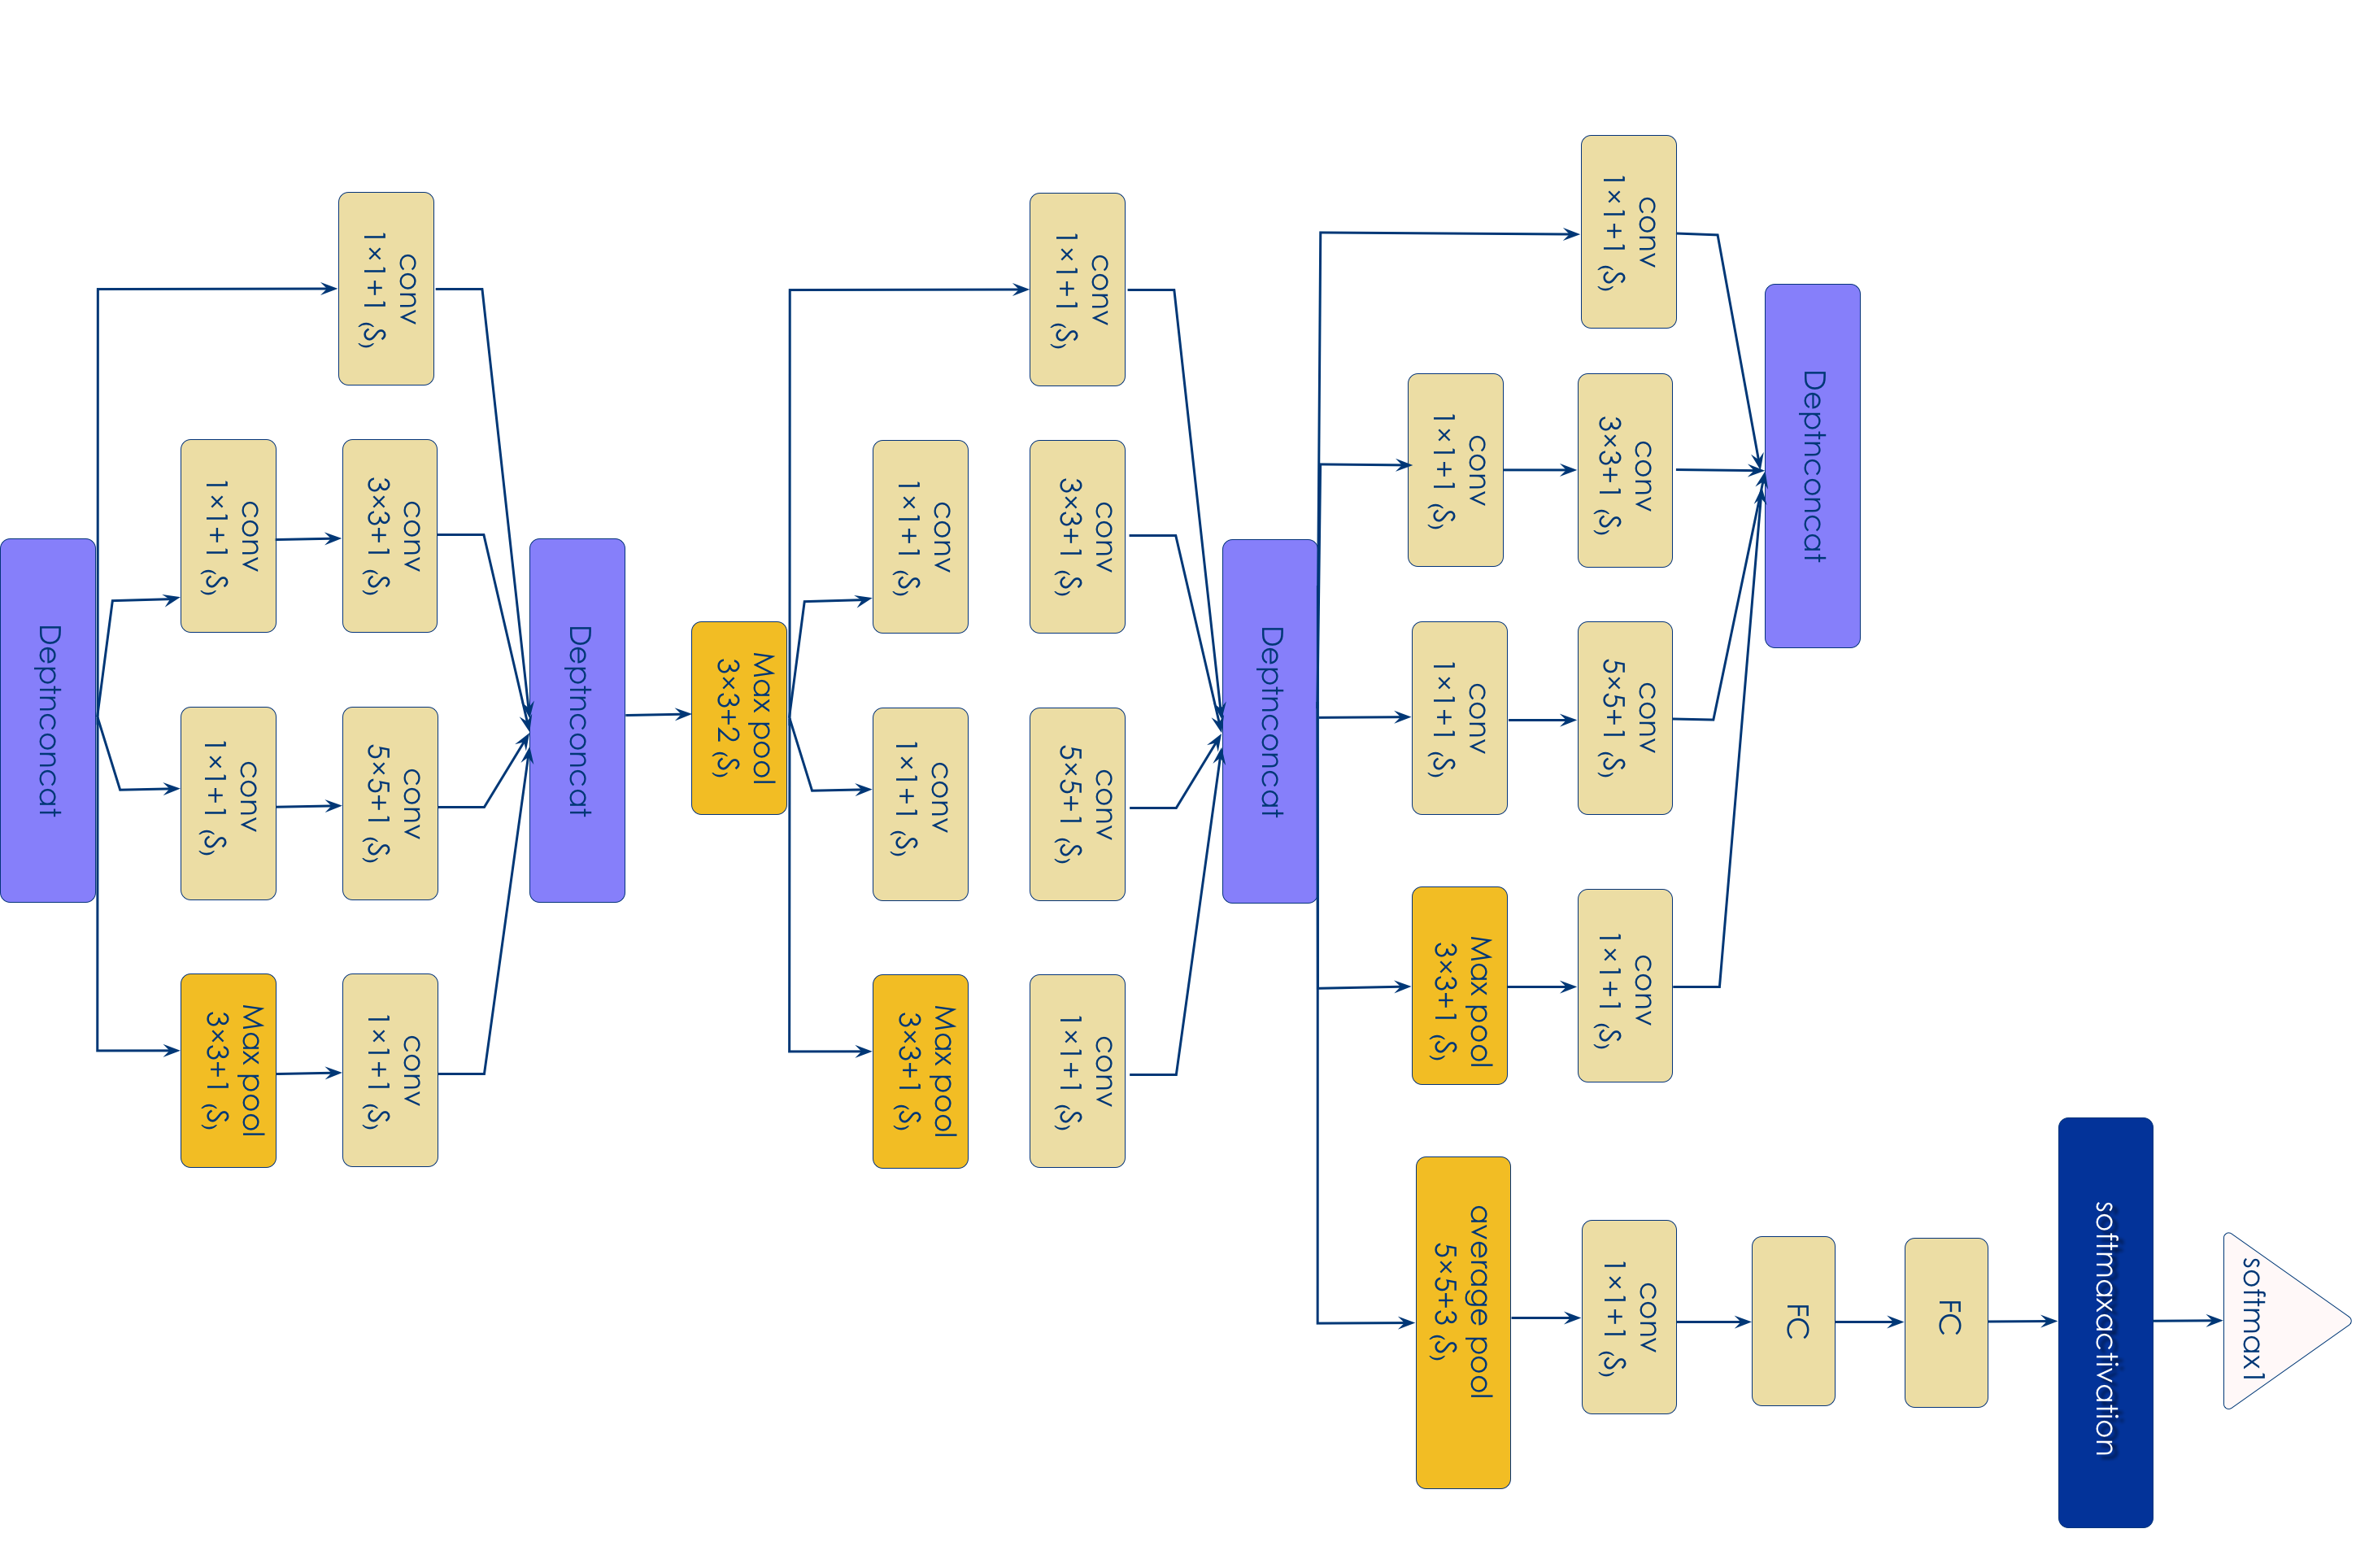 Deptnconcat
conv
1×1+1 (S)
conv
1×1+1 (S)
Max pool
3×3+1 (S)
conv
1×1+1 (S)
conv
3×3+1 (S)
conv
5×5+1 (S)
conv
1×1+1 (S)
Deptnconcat
Max pool
3×3+2 (S)
conv
1×1+1 (S)
conv
1×1+1 (S)
Max pool
3×3+1 (S)
conv
1×1+1 (S)
conv
3×3+1 (S)
conv
5×5+1 (S)
conv
1×1+1 (S)
Deptnconcat
conv
1×1+1 (S)
conv
1×1+1 (S)
Max pool
3×3+1 (S)
average pool
5×5+3 (S)
conv
1×1+1 (S)
conv
3×3+1 (S)
conv
5×5+1 (S)
conv
1×1+1 (S)
conv
1×1+1 (S)
Deptnconcat
FC
FC
softmaxactivation
softmax1